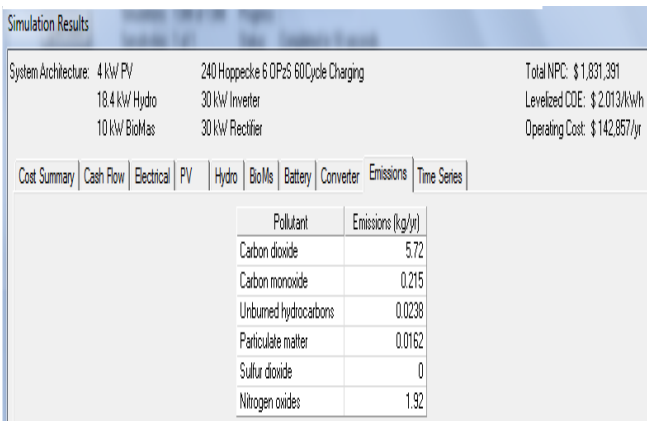 Simulation Results
System Architecture: 4 kW PV 240 Hoppecke 6 OPzS 60Cycle Charging Total NPC: $ 1,831,391
18.4 kW Hydro 30 kW Inverter Levelized COE: $ 2.013/kWh
10 kW BioMas 30 kW Rectifier Operating Cost: $ 142,857/yr
Cost Summary Cash Flow Electrical PV Hydro BioMs Battery Converter Emissions Time Series
Pollutant Emissions (kg/yr)
Carbon dioxide 5.72
Carbon monoxide 0.215
Unburned hydrocarbons 0.0238
Particulate matter 0.0162
Sulfur dioxide 0
Nitrogen oxides 1.92